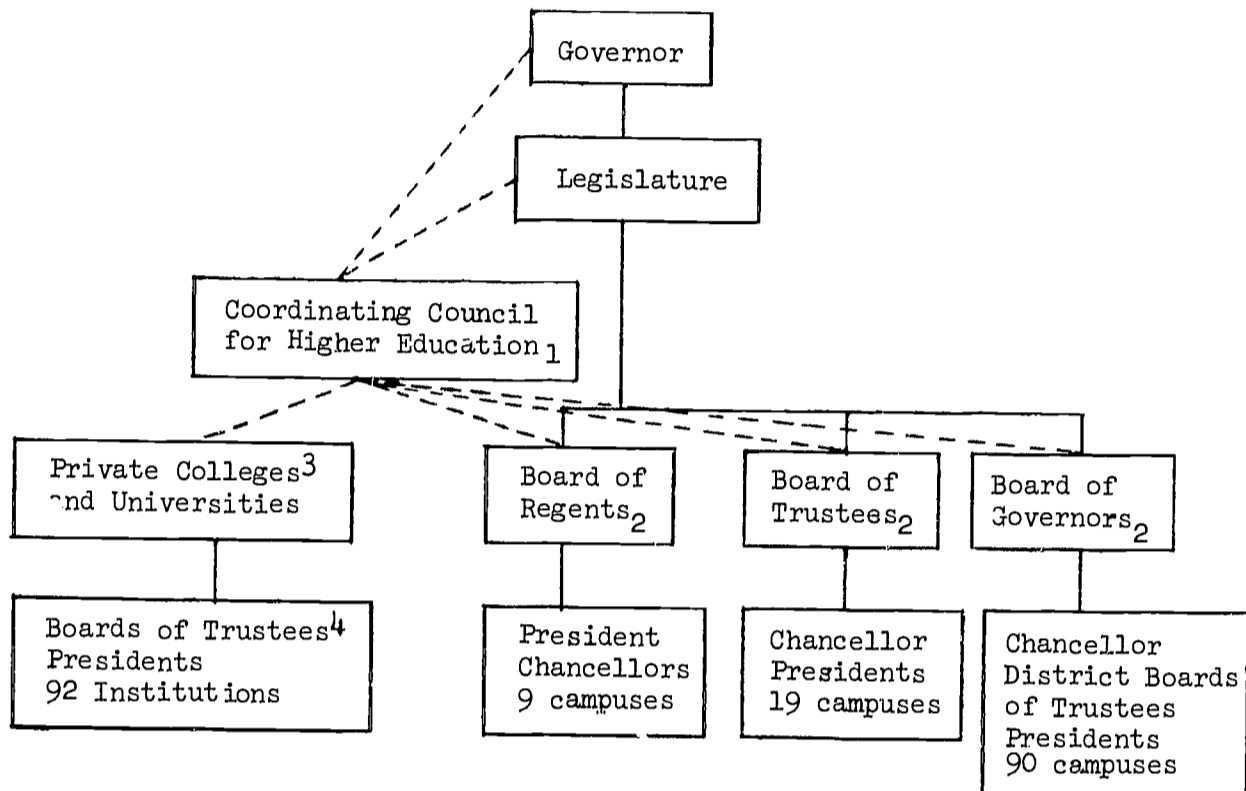 Governor
Legislature
Coordinating Council
for Higher Education1
Private Colleges3
and Universities
Board of
Regents2
Board of
Trustees2
Board of
Governors2
Boards of Trustees4
Presidents
92 Institutions
President
Chancellors
9 campuses
Chancellor
Presidents
19 campuses
Chancellor
District Boards
of Trustees
Presidents
90 campuses